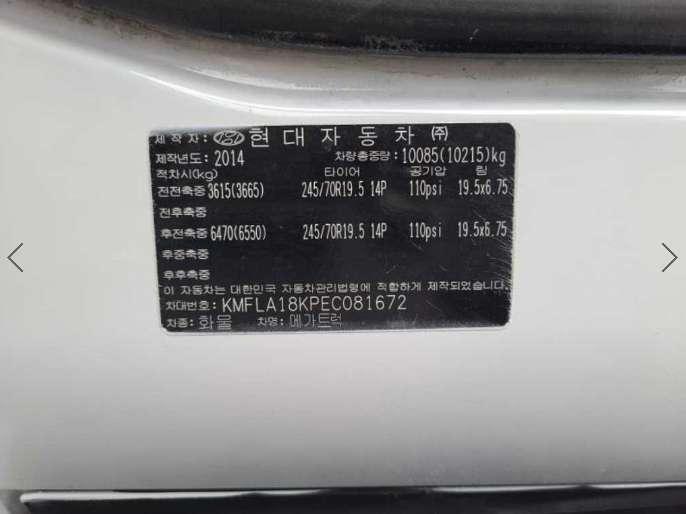 제작자: 현대자동차 ㈜
제작년도: 2014 차량총중량: 10085(10215)kg
적차시(kg) 타이어 공기압 림
전전축중 3615(3665) 245/70R19.5 14P 110psi 19.5x6.75
전후축중
후전축중 6470(6550) 245/70R19.5 14P 110psi 19.5x6.75
후중축중
후후축중
이 자동차는 대한민국 자동차관리법령에 적합하게 제작되었습니다.
차대번호: KMFLA18KPEC081672
차종: 화물 차명: 메가트럭